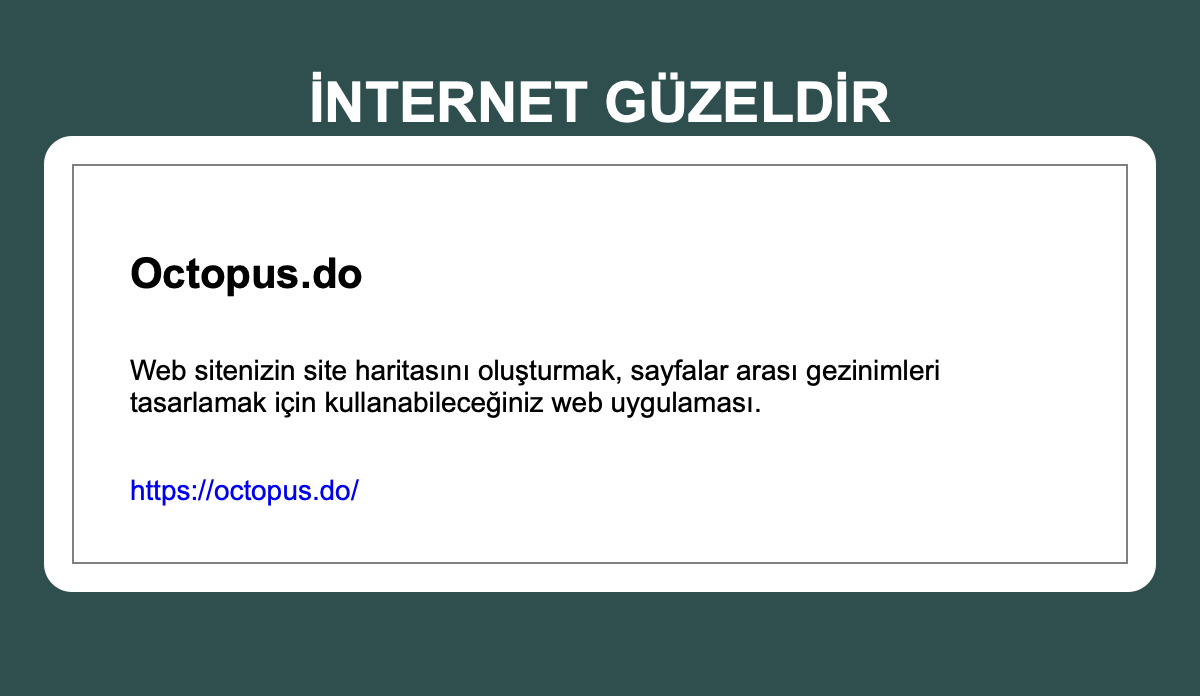 İNTERNET GÜZELDİR
Octopus.do
Web sitenizin site haritasını oluşturmak, sayfalar arası gezinimleri
tasarlamak için kullanabileceğiniz web uygulaması.
https://octopus.do/